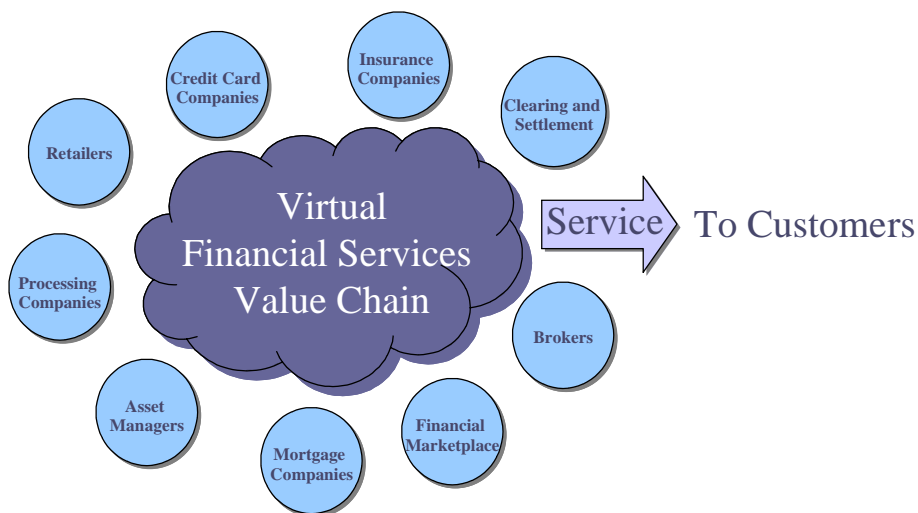 Insurance
Companies
Credit Card
Companies
Clearing and
Settlement
Retailers
Virtual
Financial Services
Value Chain
Service
To Customers
Processing
Companies
Brokers
Asset
Managers
Financial
Marketplace
Mortgage
Companies